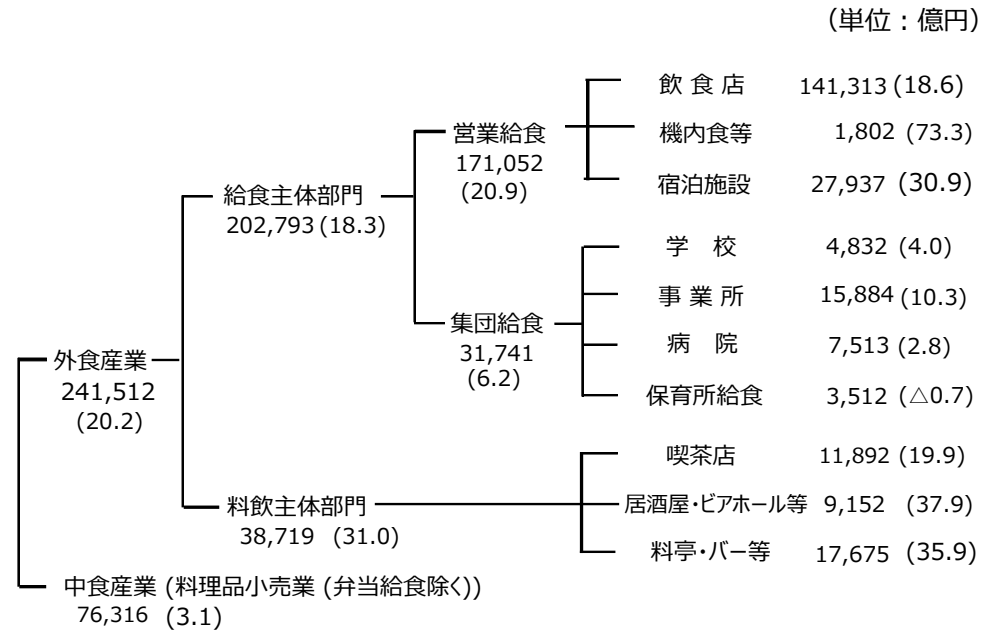 （単位：億円）
飲 食 店 141,313 (18.6)
営業給食 機内食等 1,802 (73.3)
171,052
(20.9)
宿泊施設 27,937 (30.9)
給食主体部門
202,793 (18.3)
学　校 4,832 (4.0)
事 業 所 15,884 (10.3)
集団給食
31,741
(6.2)
病　院 7,513 (2.8)
外食産業
241,512
(20.2)
保育所給食 3,512 (△0.7)
喫茶店 11,892 (19.9)
料飲主体部門 居酒屋・ビアホール等 9,152 (37.9)
38,719 (31.0)
料亭・バー等 17,675 (35.9)
中食産業 (料理品小売業 (弁当給食除く))
76,316 (3.1)